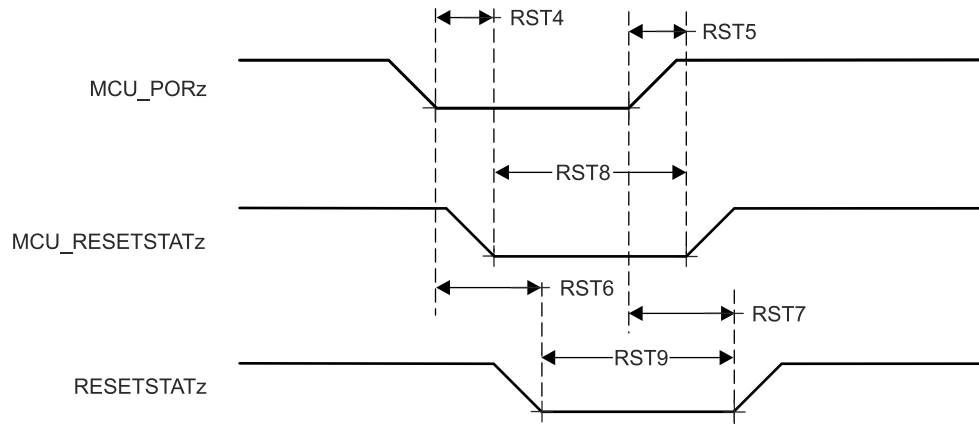 RST4
RST5
MCU_PORz
RST8
MCU_RESETSTATz
RST6
RST7
RST9
RESETSTATz